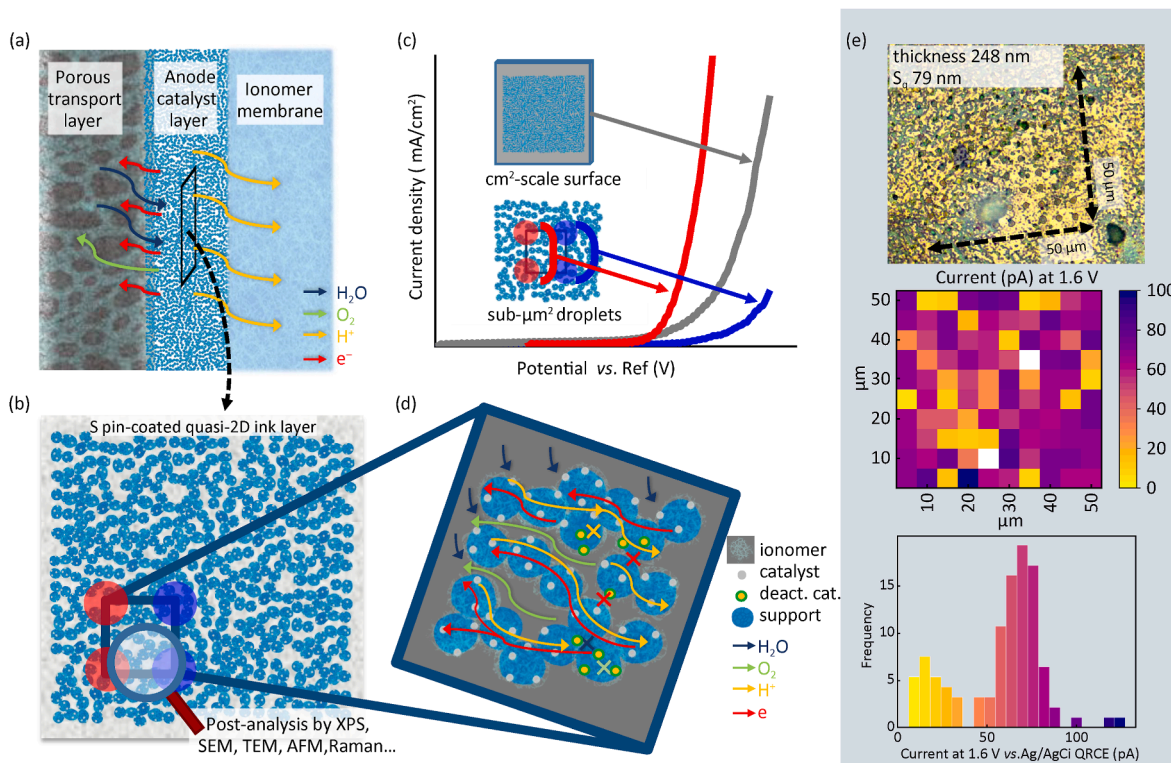 (a)
Porous
transport
layer
Anode
catalyst
layer
Ionomer
membrane
H₂O
O₂
H⁺
e⁻
(b)
S pin-coated quasi-2D ink layer
Post-analysis by XPS,
SEM, TEM, AFM,Raman...
(c)
Current density ( mA/cm²)
cm²-scale surface
sub-μm² droplets
Potential vs. Ref (V)
(d)
ionomer
catalyst
deact. cat.
support
H₂O
O₂
H⁺
e
(e)
thickness 248 nm
Sq 79 nm
50 μm
50 μm
Current (pA) at 1.6 V
50
40
30
20
10
μm
10 20 30 40 50
μm
100
80
60
40
20
0
Frequency
15
10
5
0
0 50 100
Current at 1.6 V vs.Ag/AgCi QRCE (pA)